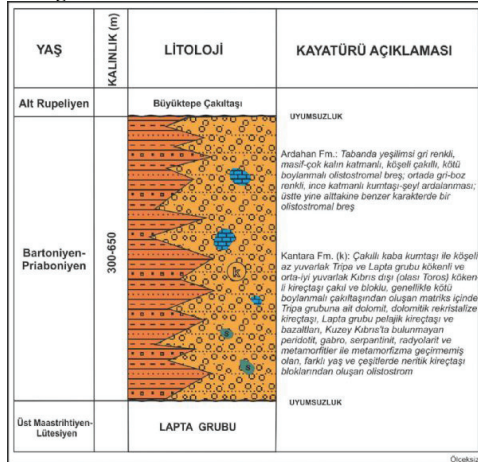 YAŞ
KALINLIK (m)
LİTOLOJİ
KAYATÜRÜ AÇIKLAMASI
Alt Rupeliyen
Büyüktepe Çakıltaşı
UYUMSUZLUK
Bartoniyen-
Priaboniyen
300-650
k
s
s
Ardahan Fm.: Tabanda yeşilimsi gri renkli,
masif-çok kalın katmanlı, köşeli çakıllı, kötü
boylanmalı olistostromal breş; ortada gri-boz
renkli, ince katmanlı kumtaşı-şeyl ardalanması;
üstte yine alttakine benzer karakterde bir
olistostromal breş
Kantara Fm. (k): Çakıllı kaba kumtaşı ile köşeli
az yuvarlak Tripa ve Lapta grubu kökenli ve
orta-iyi yuvarlak Kıbrıs dışı (olası Toros) köken
li kireçtaşı çakıl ve bloklu, genellikle kötü
boylanmalı çakıltaşından oluşan matriks içinde
Tripa grubuna ait dolomit, dolomitik rekristalize
kireçtaşı, Lapta grubu pelajik kireçtaşı ve
bazaltları, Kuzey Kıbrıs'ta bulunmayan
peridotit, gabro, serpantinit, radyolarit ve
metamorfitler ile metamorfizma geçirmemiş
olan, farklı yaş ve çeşitlerde neritik kireçtaşı
bloklarından oluşan olistostrom
UYUMSUZLUK
Üst Maastrihtiyen-
Lütesiyen
LAPTA GRUBU
Ölçeksiz